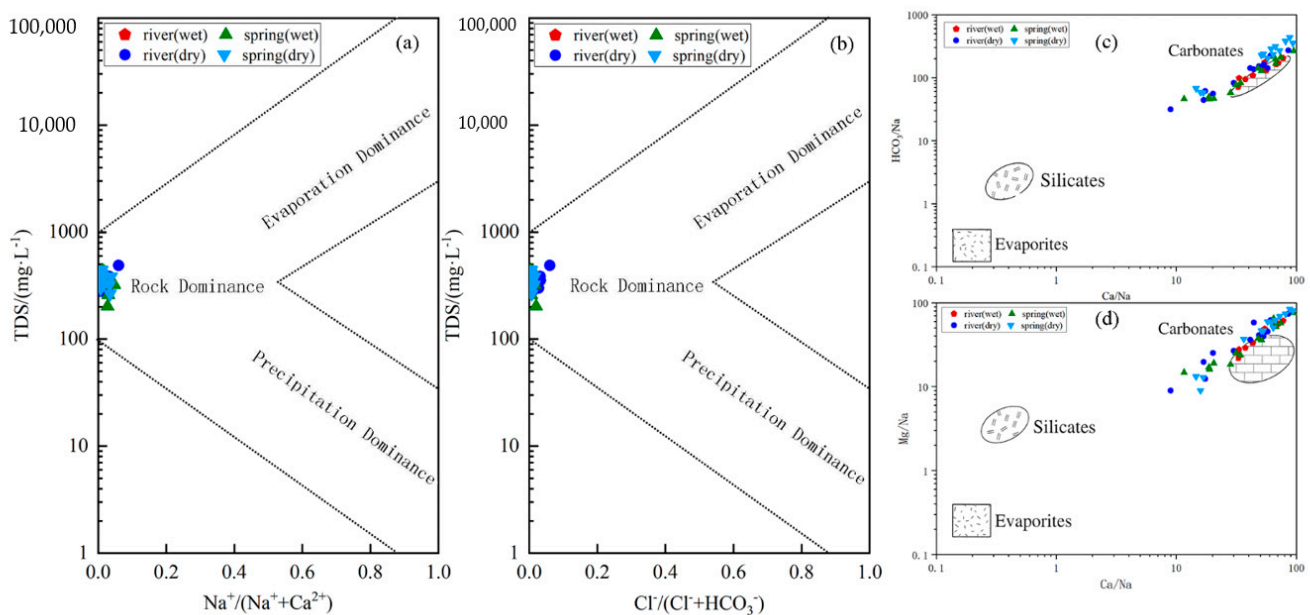 100,000
10,000
1000
100
10
1
river(wet)
spring(wet)
river(dry)
spring(dry)
(a)
Evaporation Dominance
Rock Dominance
Precipitation Dominance
TDS/(mg·L⁻¹)
0.0 0.2 0.4 0.6 0.8 1.0
Na⁺/(Na⁺+Ca²⁺)
100,000
10,000
1000
100
10
1
river(wet)
spring(wet)
river(dry)
spring(dry)
(b)
Evaporation Dominance
Rock Dominance
Precipitation Dominance
TDS/(mg·L⁻¹)
0.0 0.2 0.4 0.6 0.8 1.0
Cl⁻/(Cl⁻+HCO₃⁻)
1000
100
10
1
0.1
river(wet)
spring(wet)
river(dry)
spring(dry)
(c)
Carbonates
Silicates
Evaporites
HCO₃/Na
0.1 1 10 100
Ca/Na
100
10
1
0.1
river(wet)
spring(wet)
river(dry)
spring(dry)
(d)
Carbonates
Silicates
Evaporites
Mg/Na
0.1 1 10 100
Ca/Na